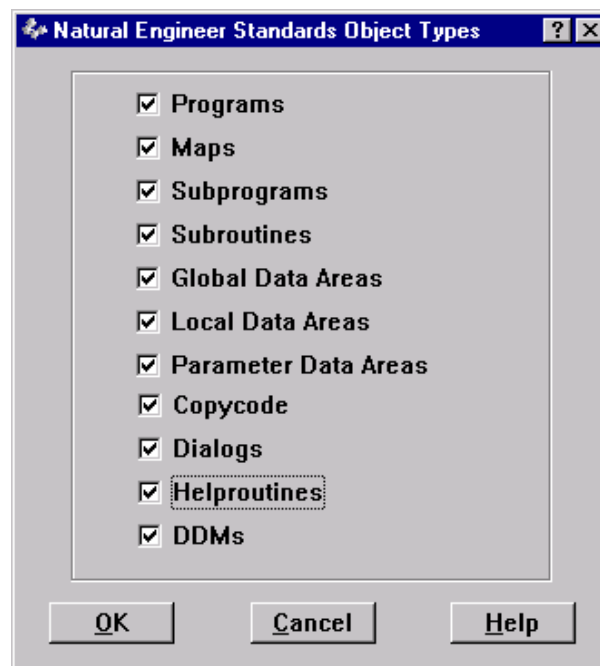 Natural Engineer Standards Object Types
Programs
Maps
Subprograms
Subroutines
Global Data Areas
Local Data Areas
Parameter Data Areas
Copycode
Dialogs
Helproutines
DDMs
OK Cancel Help